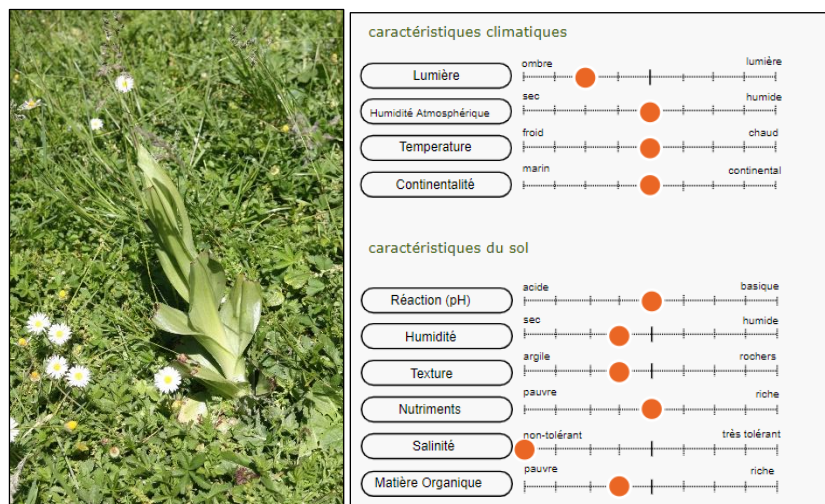 caractéristiques climatiques
ombre lumière
Lumière
sec humide
Humidité Atmosphérique
froid chaud
Temperature
marin continental
Continentalité
caractéristiques du sol
acide basique
Réaction (pH)
sec humide
Humidité
argile rochers
Texture
pauvre riche
Nutriments
non-tolérant très tolérant
Salinité
pauvre riche
Matière Organique